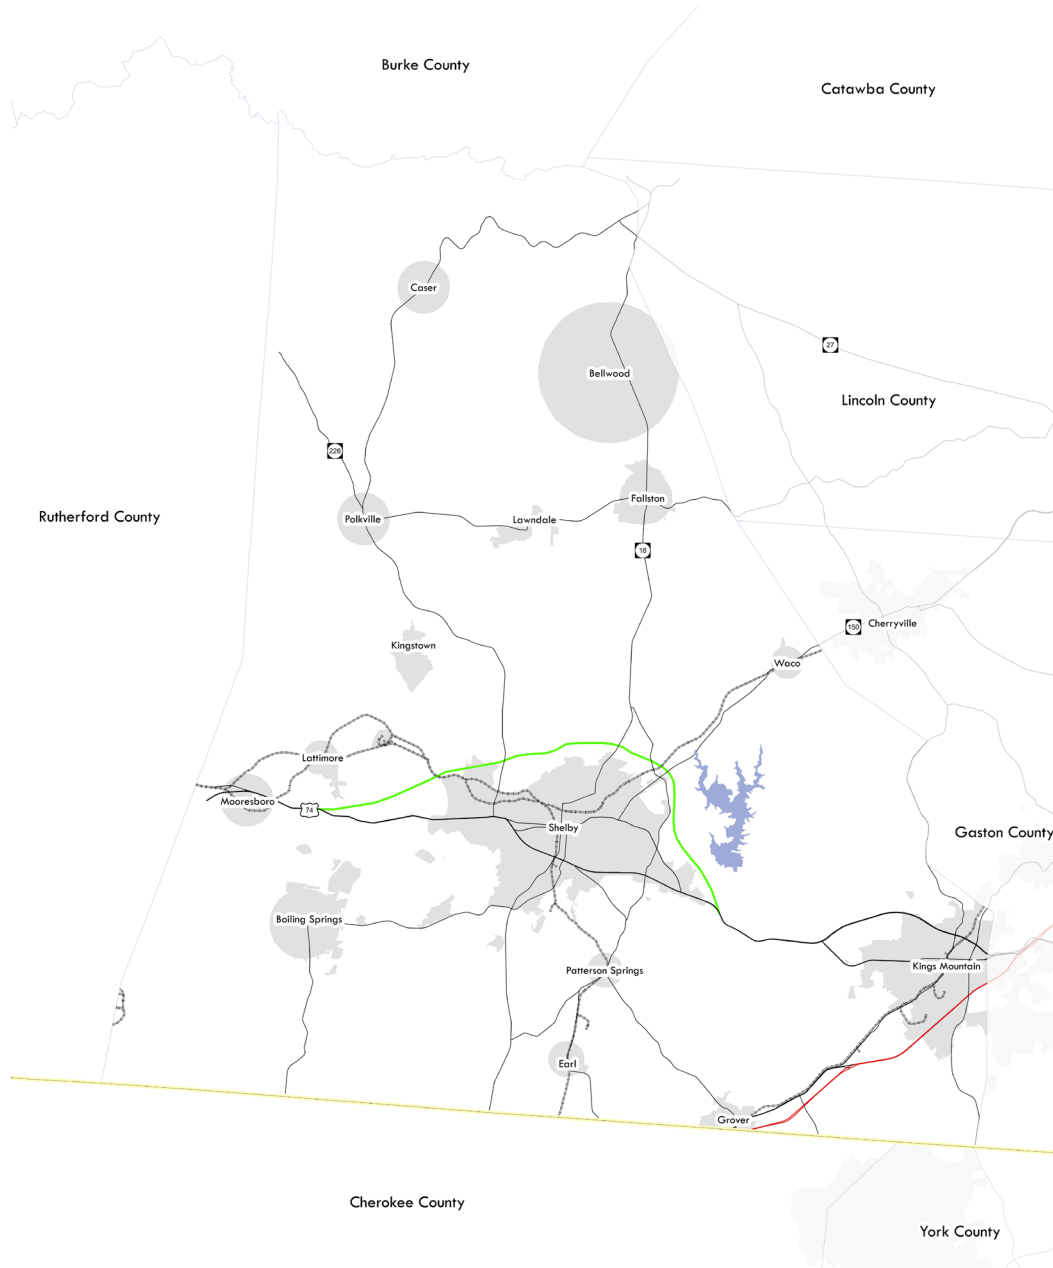 Burke County
Catawba County
Caser
27
Bellwood
Lincoln County
226
Fallston
Rutherford County
Polkville
Lawndale
18
Cherryville
150
Kingstown
Waco
Lattimore
Mooresboro
74
Shelby
Gaston County
Boiling Springs
Kings Mountain
Patterson Springs
Earl
Grover
Cherokee County
York County